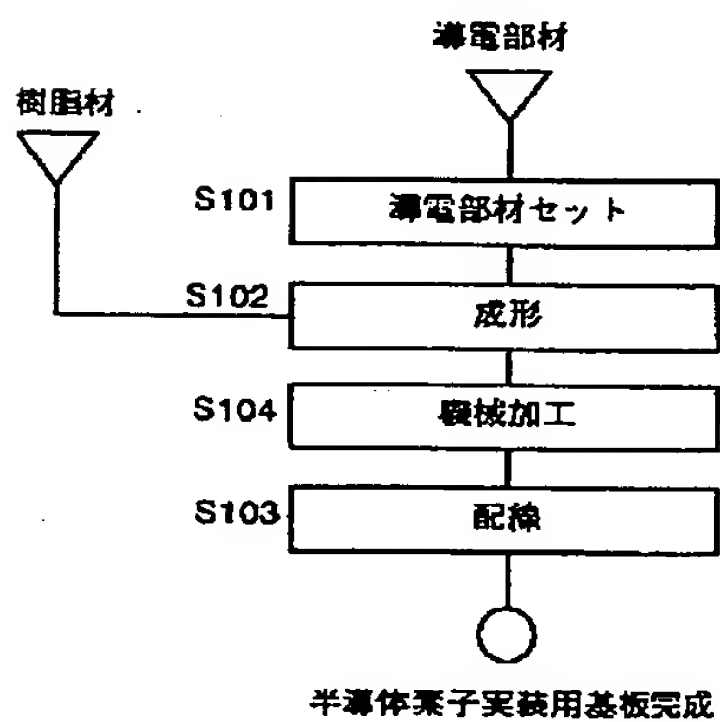 導電部材
樹脂材
S101
導電部材セット
S102
成形
S104
機械加工
S103
配線
半導体素子実装用基板完成